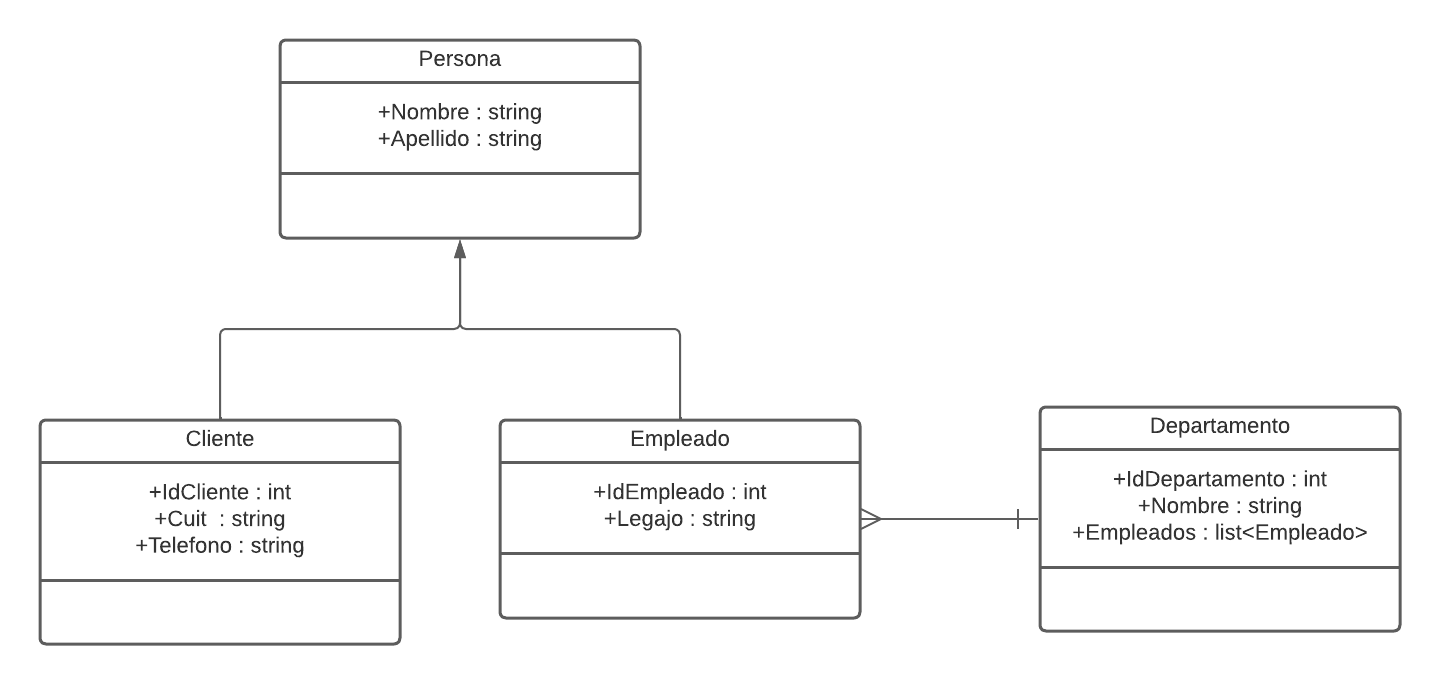 Persona
+Nombre : string
+Apellido : string
Cliente
+IdCliente : int
+Cuit  : string
+Telefono : string
Empleado
+IdEmpleado : int
+Legajo : string
Departamento
+IdDepartamento : int
+Nombre : string
+Empleados : list<Empleado>